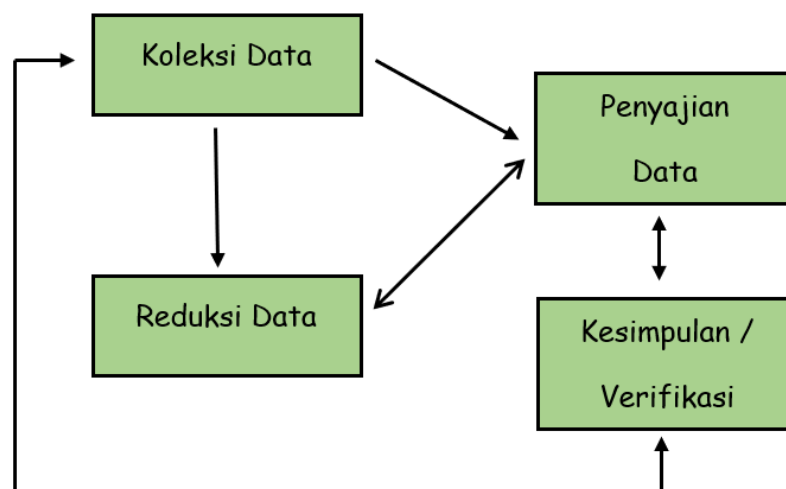 Koleksi Data
Penyajian
Data
Reduksi Data
Kesimpulan /
Verifikasi